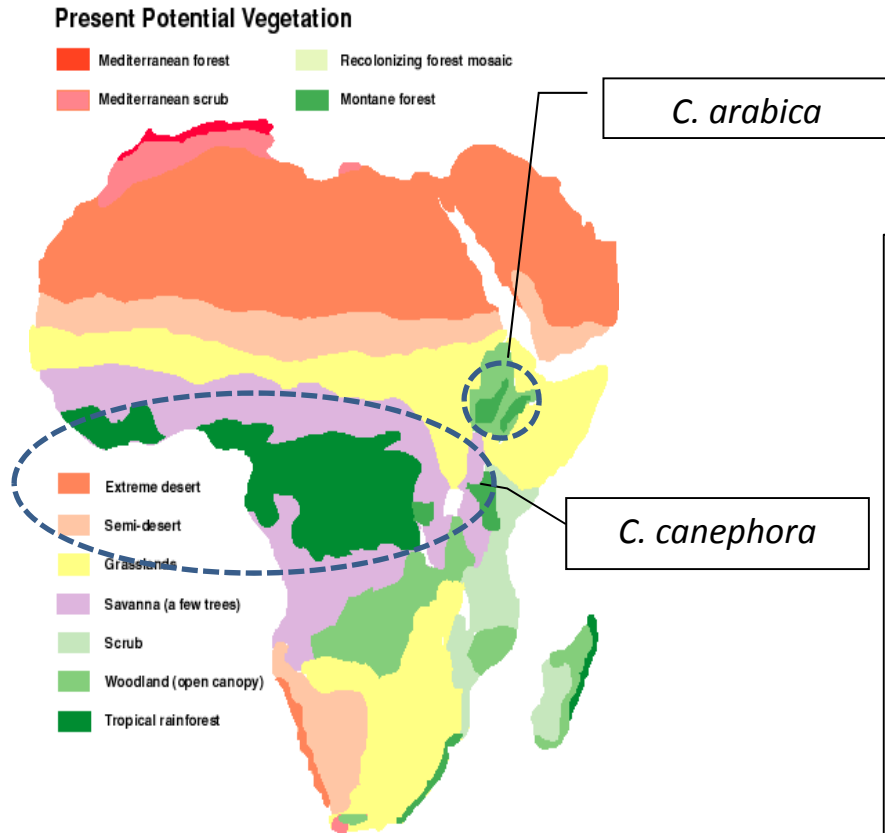 Present Potential Vegetation
Mediterranean forest
Recolonizing forest mosaic
Mediterranean scrub
Montane forest
C. arabica
Extreme desert
Semi-desert
C. canephora
Grasslands
Savanna (a few trees)
Scrub
Woodland (open canopy)
Tropical rainforest